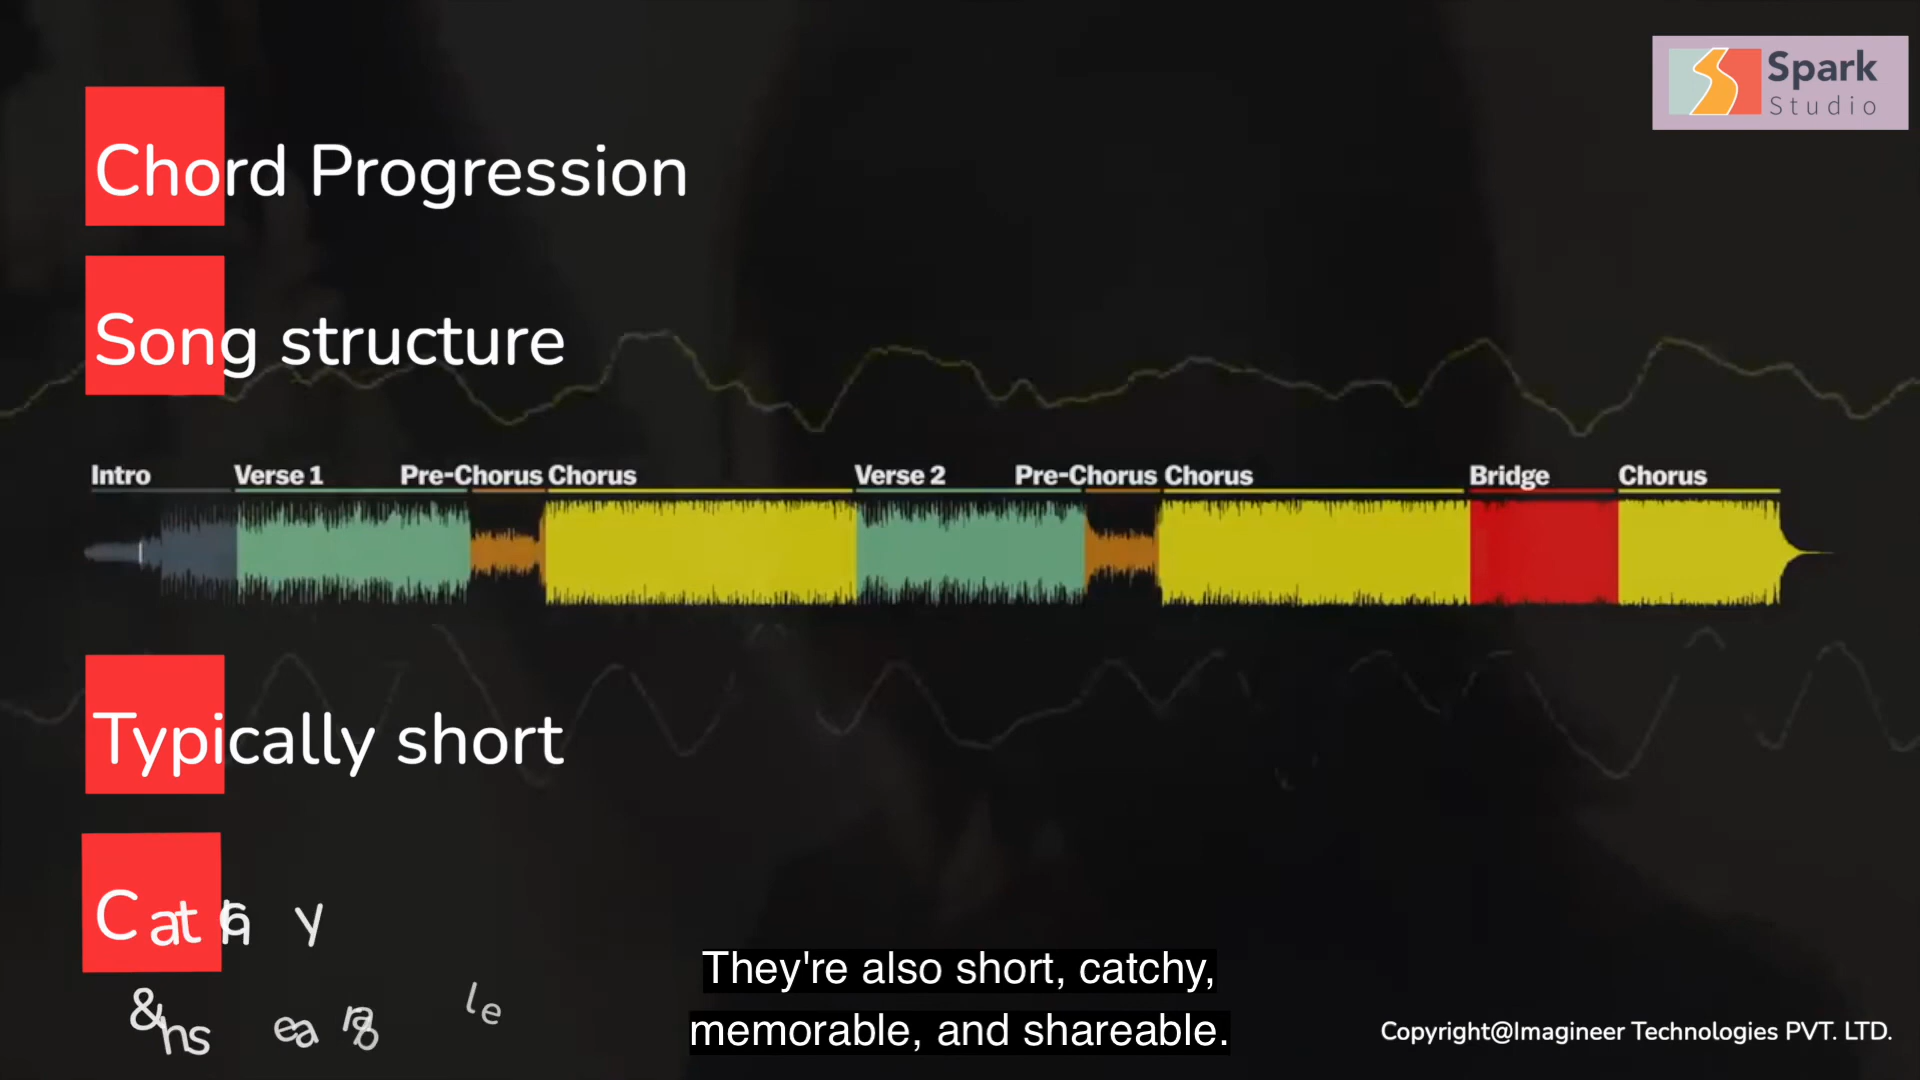 Spark
Studio
Chord Progression
Song structure
Intro Verse 1 Pre-Chorus Chorus Verse 2 Pre-Chorus Chorus Bridge Chorus
Typically short
They're also short, catchy,
memorable, and shareable.
Copyright@Imagineer Technologies PVT. LTD.